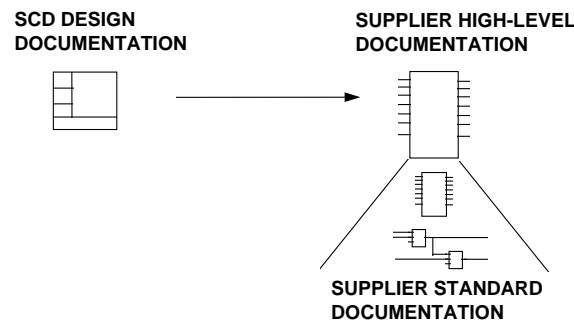 SCD DESIGN
DOCUMENTATION
SUPPLIER HIGH-LEVEL
DOCUMENTATION
SUPPLIER STANDARD
DOCUMENTATION